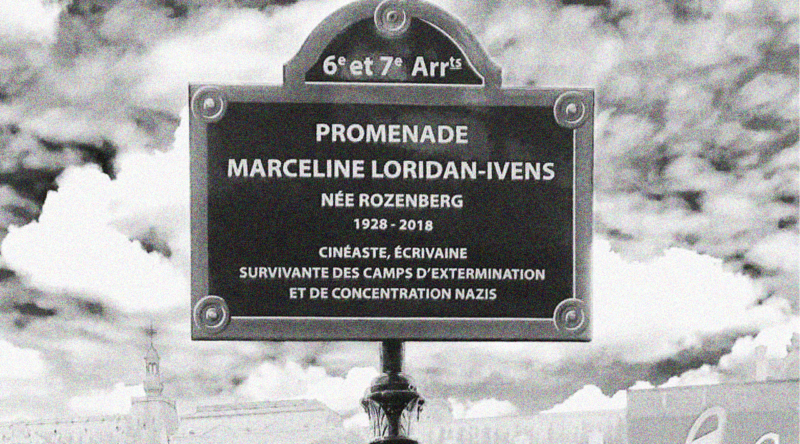 6e et 7e Arrts
PROMENADE
MARCELINE LORIDAN-IVENS
NÉE ROZENBERG
1928 - 2018
CINÉASTE, ÉCRIVAINE
SURVIVANTE DES CAMPS D'EXTERMINATION
ET DE CONCENTRATION NAZIS